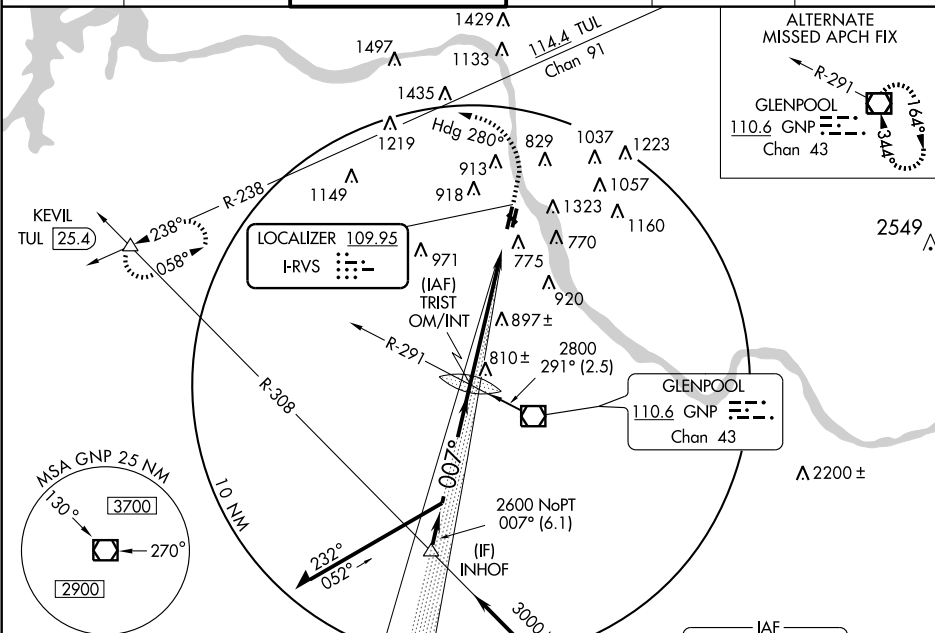 1429
114.4 TUL
Chan 91
1497
1133
1435
1219
Hdg 280°
829
1037
1223
913
1149
918
1057
1323
1160
R-238
KEVIL
TUL 25.4
238°
058°
LOCALIZER 109.95
I-RVS
971
775
770
920
(IAF)
TRIST
OM/INT
897 ±
810 ±
2800
291° (2.5)
R-291
R-308
GLENPOOL
110.6 GNP
Chan 43
ALTERNATE
MISSED APCH FIX
R-291
GLENPOOL
110.6 GNP
Chan 43
164°
344°
2549
2200 ±
MSA GNP 25 NM
130°
3700
270°
2900
10 NM
007°
2600 NoPT
007° (6.1)
(IF)
INHOF
232°
052°
3000
IAF